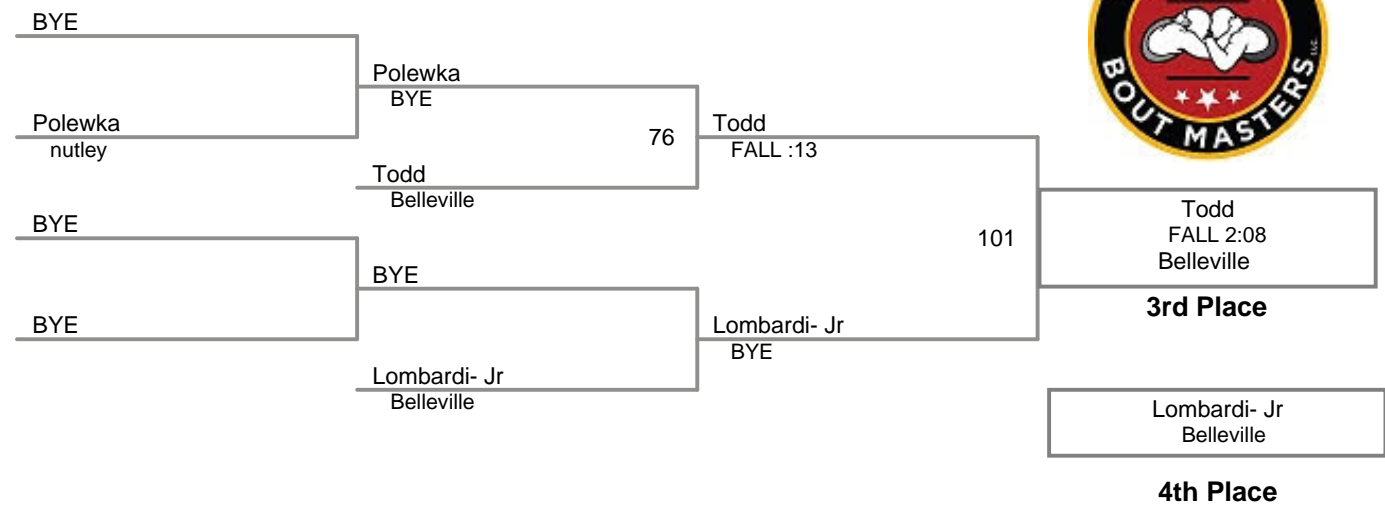 BYE
Polewka
BYE
Polewka
nutley
76
Todd
FALL :13
Todd
Belleville
BYE
BYE
BYE
Lombardi- Jr
BYE
Lombardi- Jr
Belleville
101
Todd
FALL 2:08
Belleville
3rd Place
Lombardi- Jr
Belleville
4th Place
BOUT MASTERS